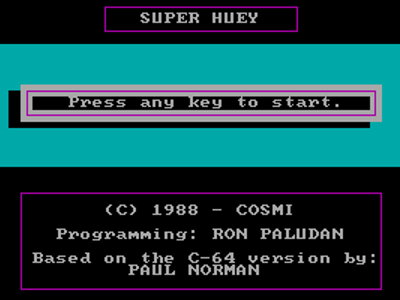 SUPER HUEY
Press any key to start.
(C) 1988 - COSMI
Programming: RON PALUDAN
Based on the C-64 version by:
PAUL NORMAN